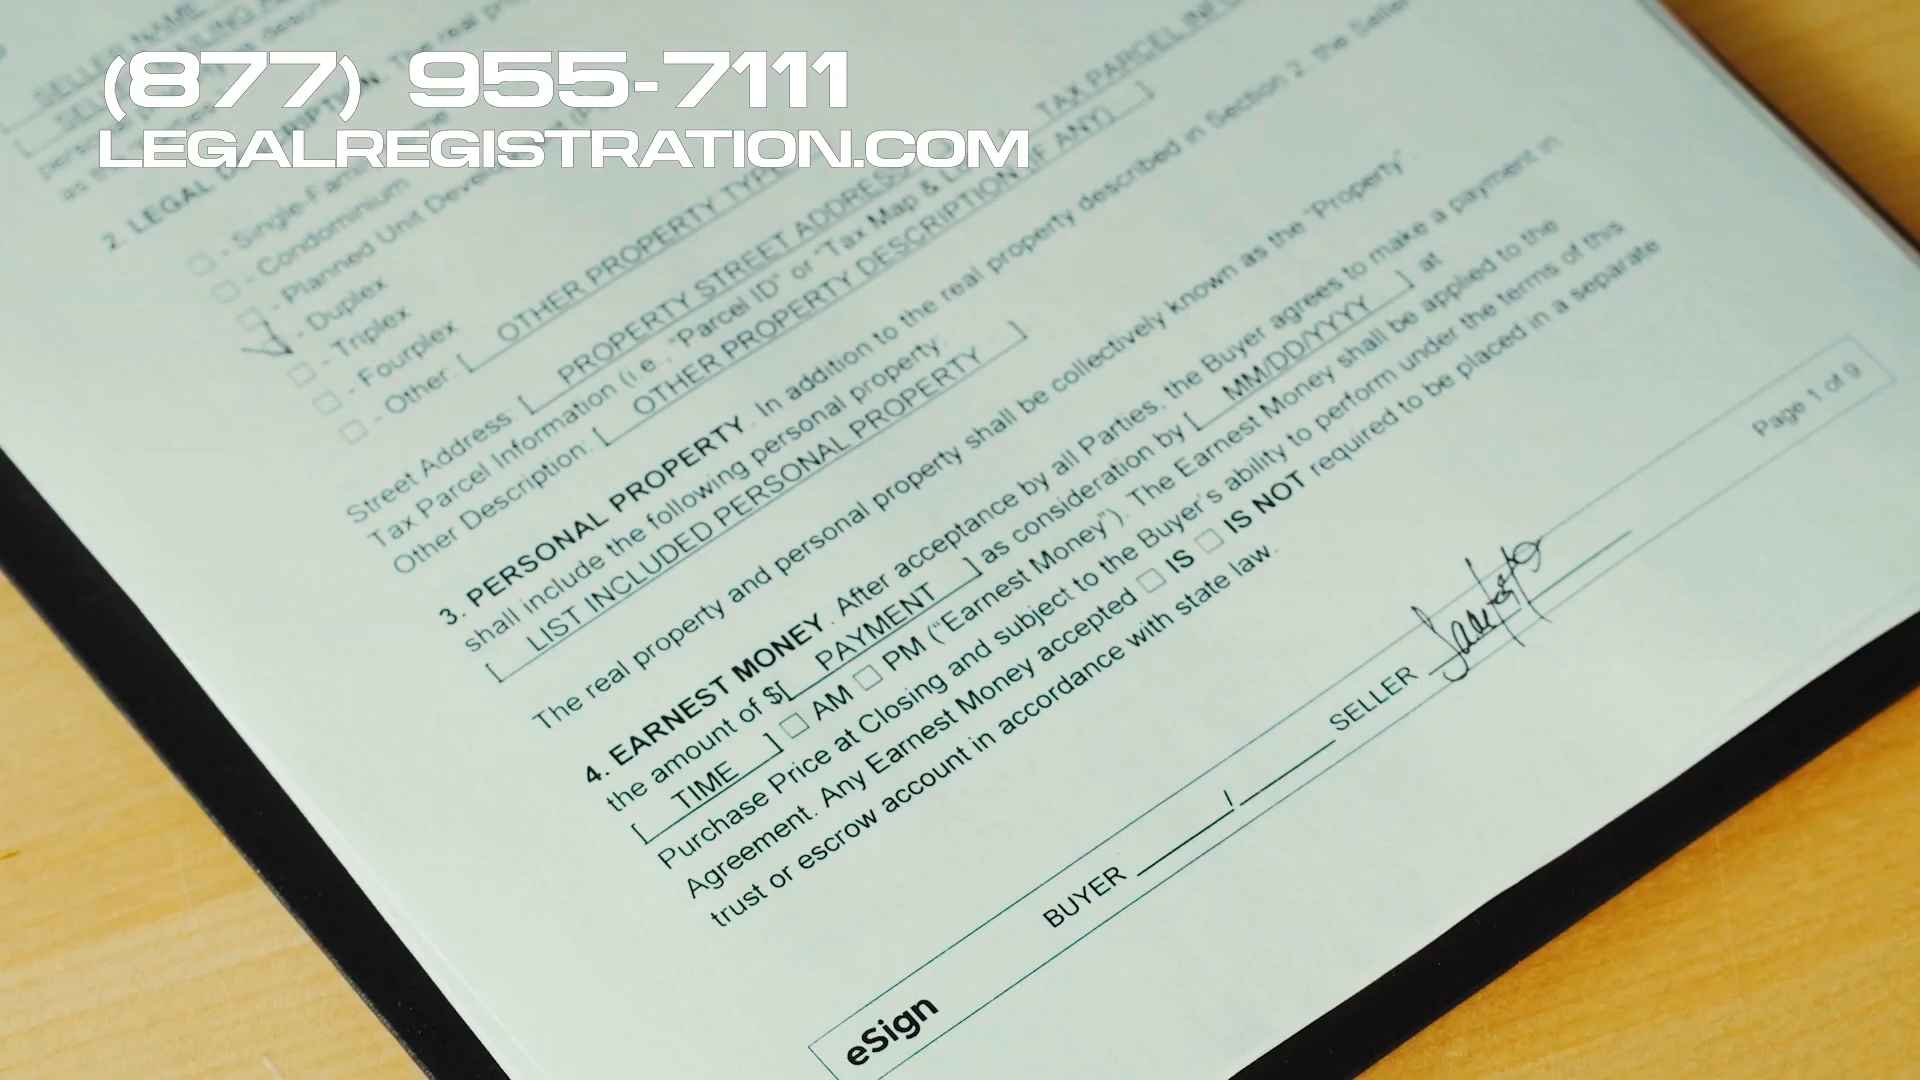 (877) 955-7111
LEGALREGISTRATION.COM
SELLER NAME
2. LEGAL
The real
- Condominium
- Planned Unit
- Duplex
- Triplex
- Fourplex
- Other: [ OTHER PROPERTY TYPE
Street Address: [ PROPERTY STREET ADDRESS
Tax Parcel Information (i.e., "Parcel ID" or "Tax Map & TAX PARCEL
Other Description: [ OTHER PROPERTY DESCRIPTION (IF ANY) ]
3. PERSONAL PROPERTY. In addition to the real property described in Section 2, the Seller
shall include the following personal property:
[ LIST INCLUDED PERSONAL PROPERTY ]
The real property and personal property shall be collectively known as the "Property".
4. EARNEST MONEY. After acceptance by all Parties, the Buyer agrees to make a payment in
the amount of $[ PAYMENT ] as consideration by [ MM/DD/YYYY ] at
[ TIME ] ☐ AM ☐ PM ("Earnest Money"). The Earnest Money shall be applied to the
Purchase Price at Closing and subject to the Buyer's ability to perform under the terms of this
Agreement. Any Earnest Money accepted ☐ IS ☐ IS NOT required to be placed in a separate
trust or escrow account in accordance with state law.
BUYER ______/______ SELLER
Page 1 of 9
eSign